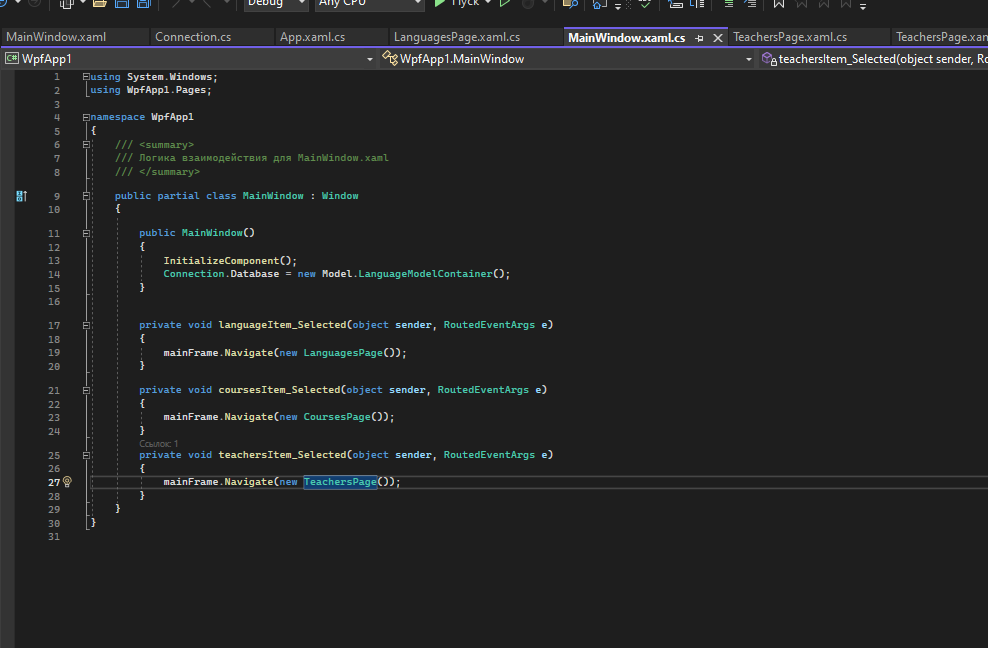 Debug Any CPU Пуск
MainWindow.xaml Connection.cs App.xaml.cs LanguagesPage.xaml.cs MainWindow.xaml.cs TeachersPage.xaml.cs TeachersPage.xan
C# WpfApp1 WpfApp1.MainWindow teachersItem_Selected(object sender, Ro
1 using System.Windows;
2 using WpfApp1.Pages;
3
4 namespace WpfApp1
5 {
6 /// <summary>
7 /// Логика взаимодействия для MainWindow.xaml
8 /// </summary>
9 public partial class MainWindow : Window
10 {
11 public MainWindow()
12 {
13 InitializeComponent();
14 Connection.Database = new Model.LanguageModelContainer();
15 }
16
17 private void languageItem_Selected(object sender, RoutedEventArgs e)
18 {
19 mainFrame.Navigate(new LanguagesPage());
20 }
21 private void coursesItem_Selected(object sender, RoutedEventArgs e)
22 {
23 mainFrame.Navigate(new CoursesPage());
24 }
Ссылок: 1
25 private void teachersItem_Selected(object sender, RoutedEventArgs e)
26 {
27 mainFrame.Navigate(new TeachersPage());
28 }
29 }
30 }
31